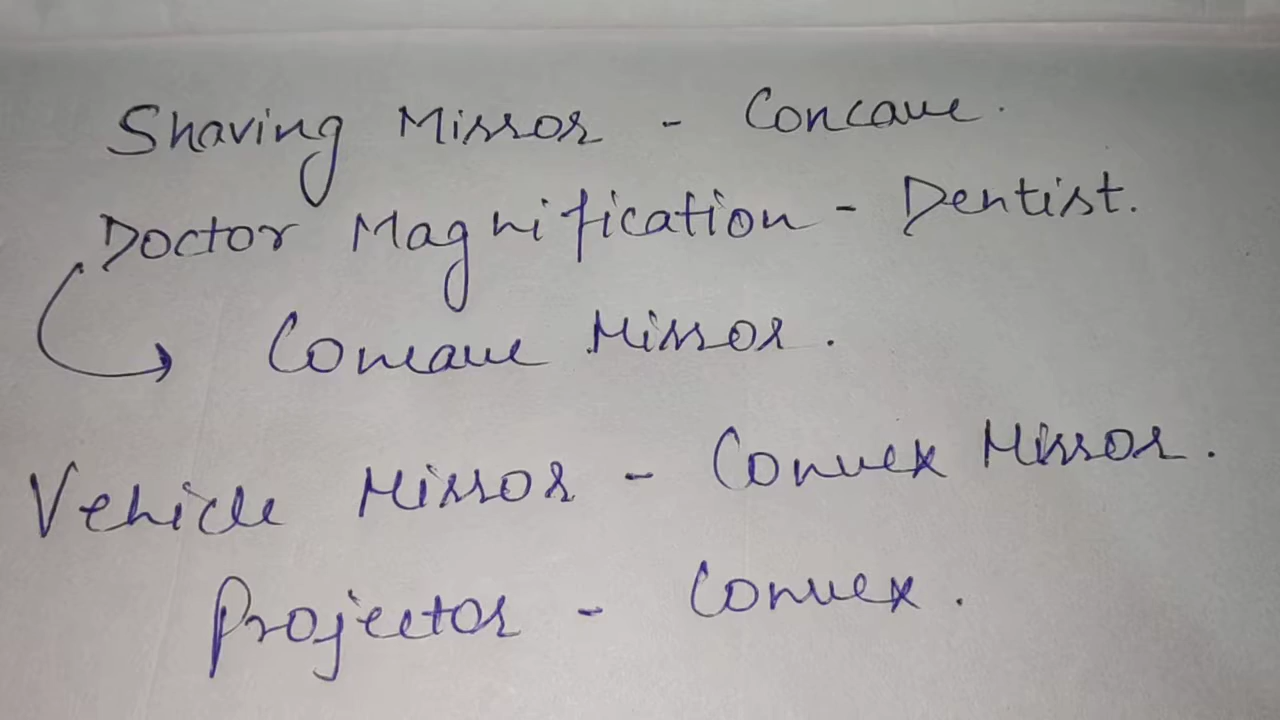 Shaving Mirror - Concave.
Doctor Magnification - Dentist.
Concave Mirror.
Vehicle Mirror - Convex Mirror.
Projector - Convex.